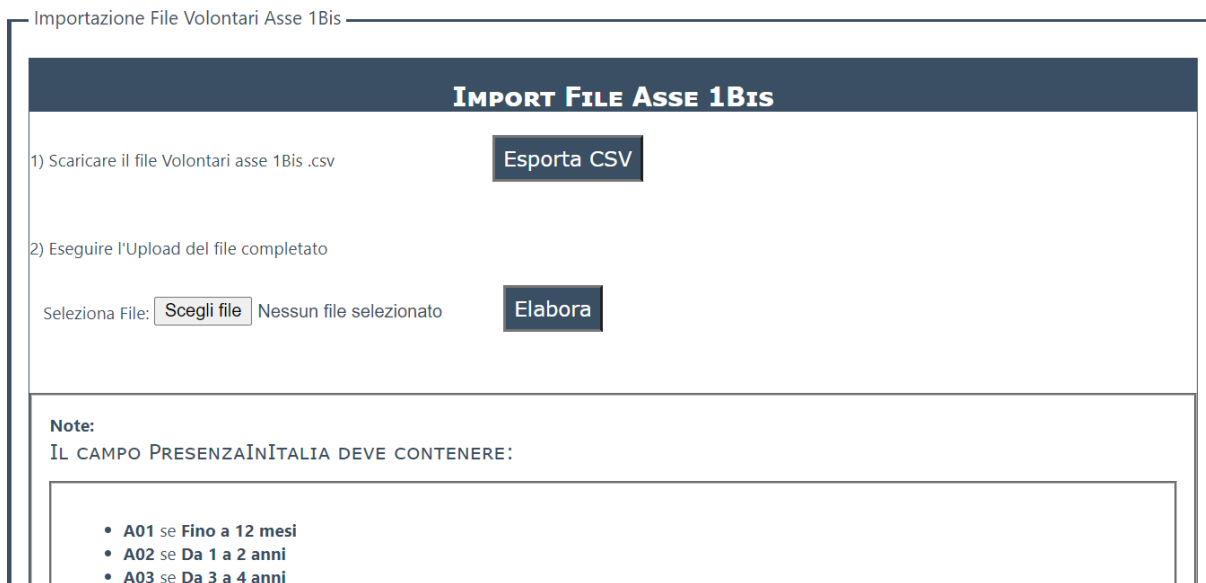 Importazione File Volontari Asse 1Bis
Import File Asse 1Bis
1) Scaricare il file Volontari asse 1Bis .csv
Esporta CSV
2) Eseguire l'Upload del file completato
Seleziona File: Scegli file Nessun file selezionato
Elabora
Note:
Il campo PresenzaInItalia deve contenere:
• A01 se Fino a 12 mesi
• A02 se Da 1 a 2 anni
• A03 se Da 3 a 4 anni